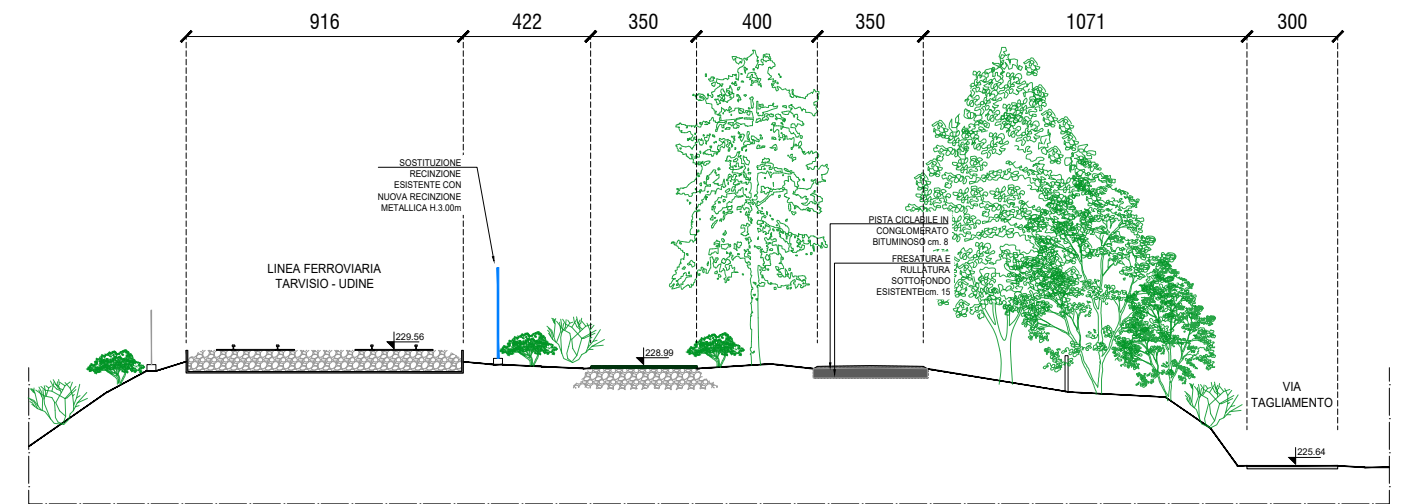 916
422
350
400
350
1071
300
SOSTITUZIONE
RECINZIONE
ESISTENTE CON
NUOVA RECINZIONE
METALLICA H.3.00m
PISTA CICLABILE IN
CONGLOMERATO
BITUMINOSO cm. 8
FRESATURA E
RULLATURA
SOTTOFONDO
ESISTENTE cm. 15
LINEA FERROVIARIA
TARVISIO - UDINE
229.56
228.99
VIA
TAGLIAMENTO
225.64